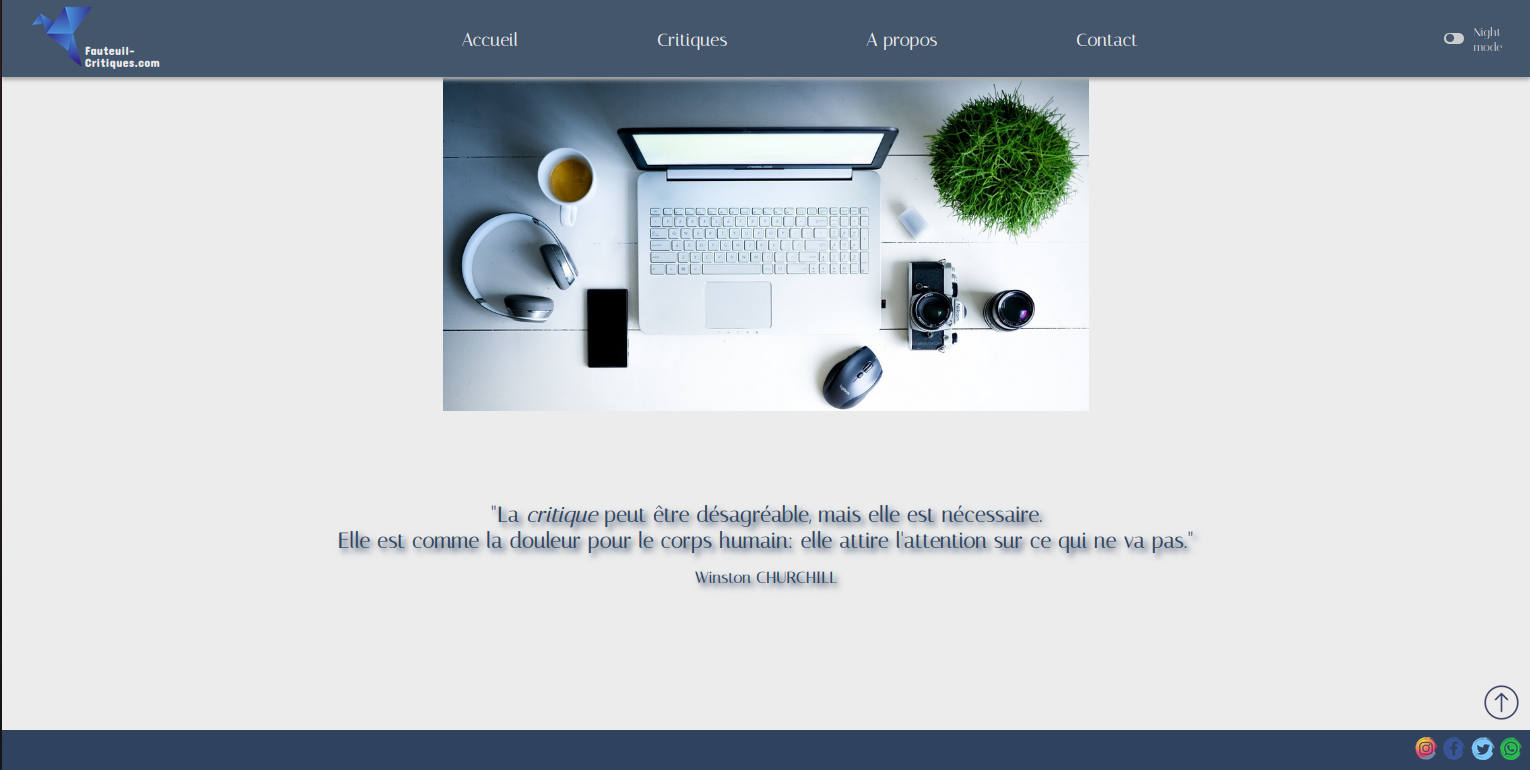 Fauteuil-
Critiques.com
Accueil
Critiques
A propos
Contact
Night
mode
"La critique peut être désagréable, mais elle est nécessaire.
Elle est comme la douleur pour le corps humain: elle attire l'attention sur ce qui ne va pas."
Winston CHURCHILL